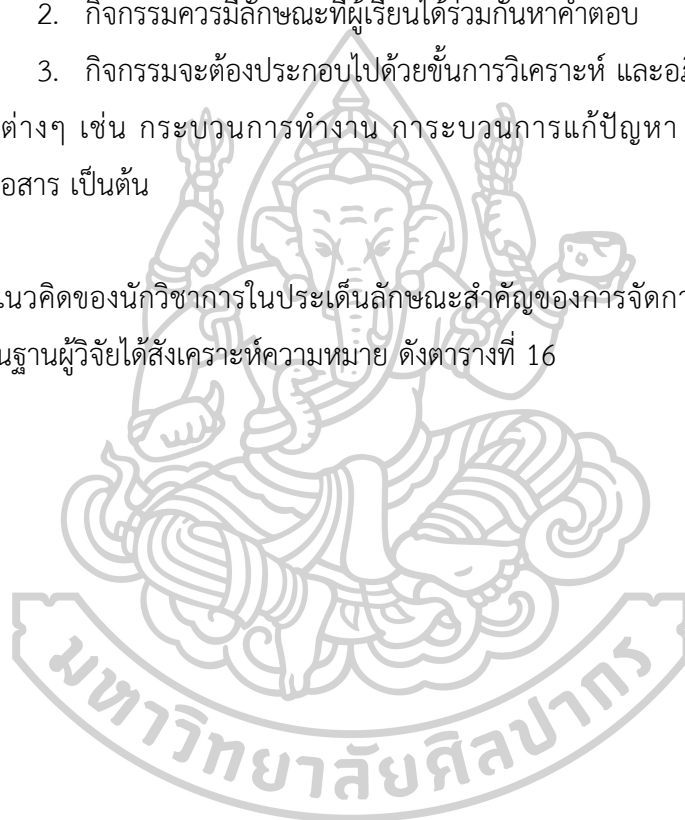 2. กิจกรรมควรมีลักษณะที่ผู้เรียนได้ร่วมกันหาคำตอบ
3. กิจกรรมจะต้องประกอบไปด้วยขั้นการวิเคราะห์ และอ
ต่างๆ เช่น กระบวนการทำงาน การะบวนการแก้ปัญหา
อสาร เป็นต้น
แนวคิดของนักวิชาการในประเด็นลักษณะสำคัญของการจัดกา
นฐานผู้วิจัยได้สังเคราะห์ความหมาย ดังตารางที่ 16
มหาวิทยาลัยศิลปากร